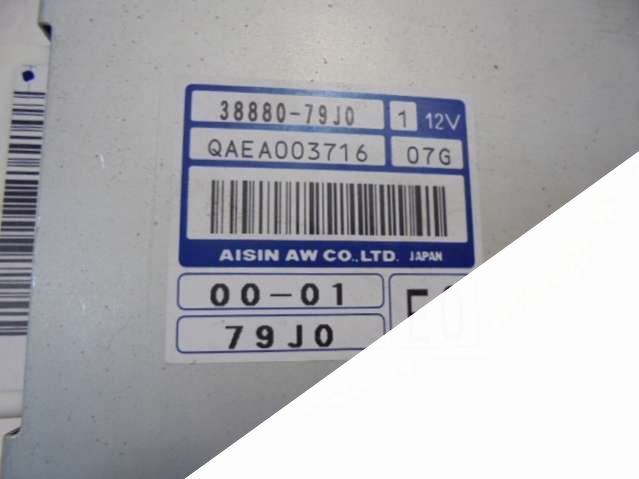 38880-79J0 1 12V
QAEA003716 07G
AISIN AW CO.,LTD. JAPAN
00-01
79J0